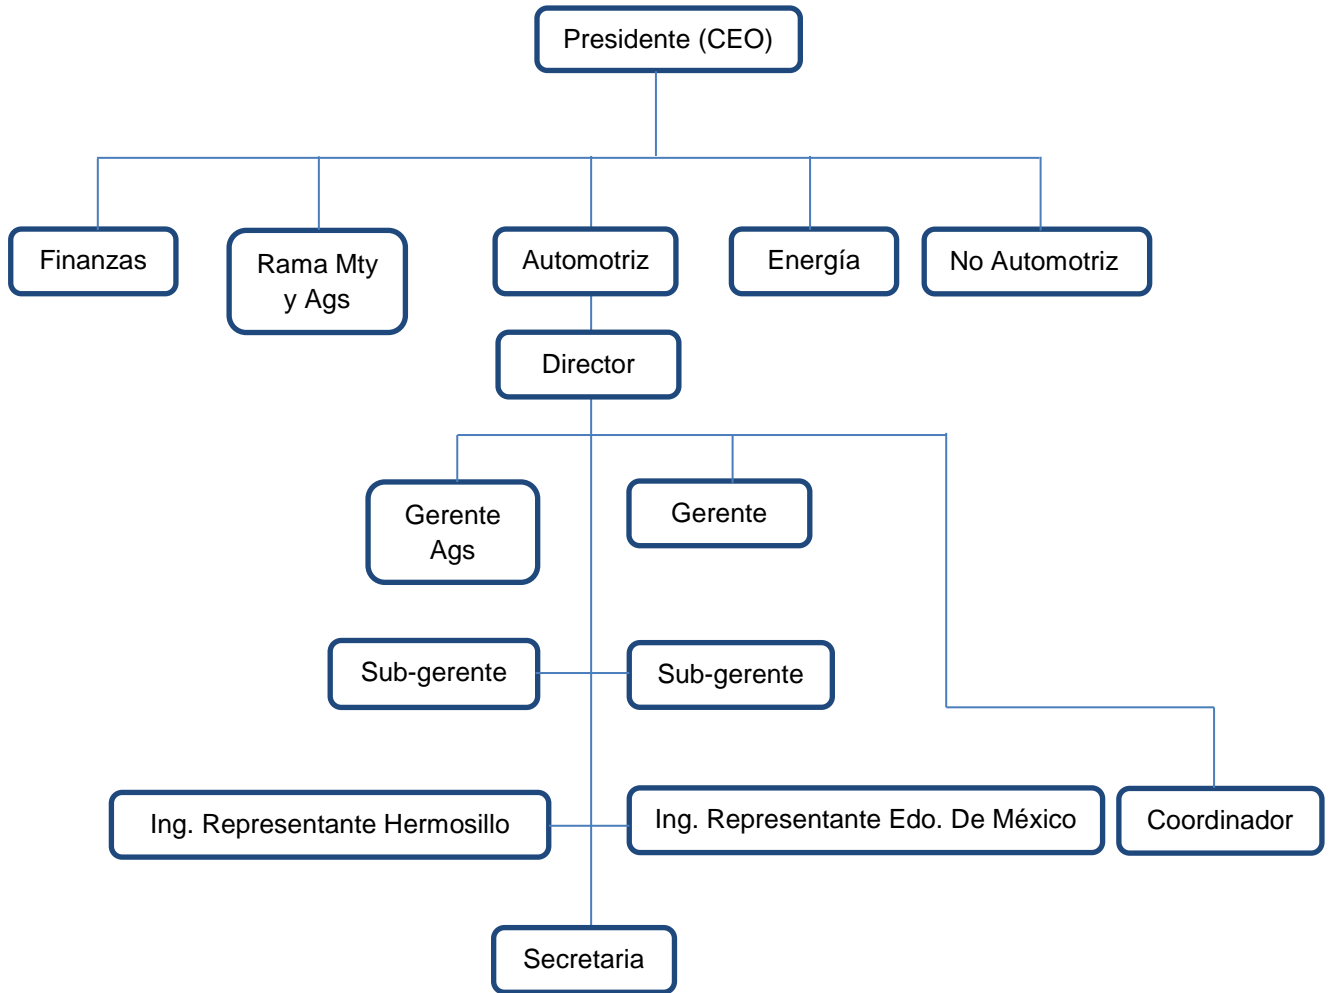 Presidente (CEO)
Finanzas
Rama Mty
y Ags
Automotriz
Energía
No Automotriz
Director
Gerente
Ags
Gerente
Sub-gerente
Sub-gerente
Ing. Representante Hermosillo
Ing. Representante Edo. De México
Coordinador
Secretaria